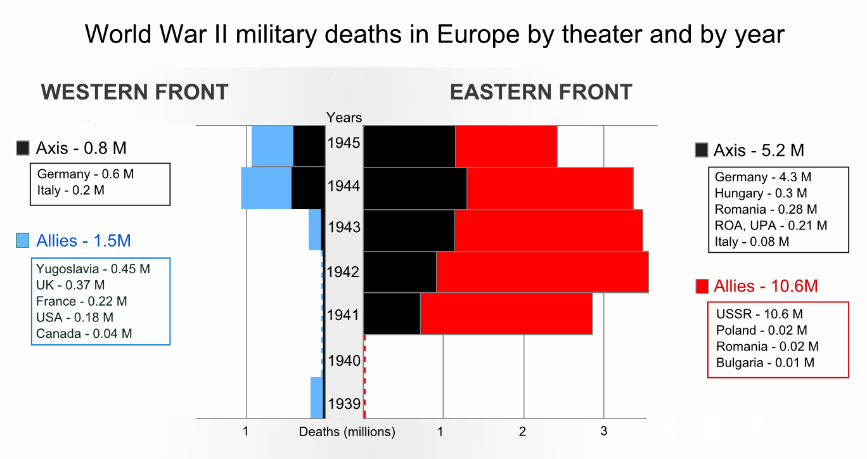 World War II military deaths in Europe by theater and by year
WESTERN FRONT
EASTERN FRONT
Years
Axis - 0.8 M
Germany - 0.6 M
Italy - 0.2 M
Allies - 1.5M
Yugoslavia - 0.45 M
UK - 0.37 M
France - 0.22 M
USA - 0.18 M
Canada - 0.04 M
1945
1944
1943
1942
1941
1940
1939
1
Deaths (millions)
1
2
3
Axis - 5.2 M
Germany - 4.3 M
Hungary - 0.3 M
Romania - 0.28 M
ROA, UPA - 0.21 M
Italy - 0.08 M
Allies - 10.6M
USSR - 10.6 M
Poland - 0.02 M
Romania - 0.02 M
Bulgaria - 0.01 M